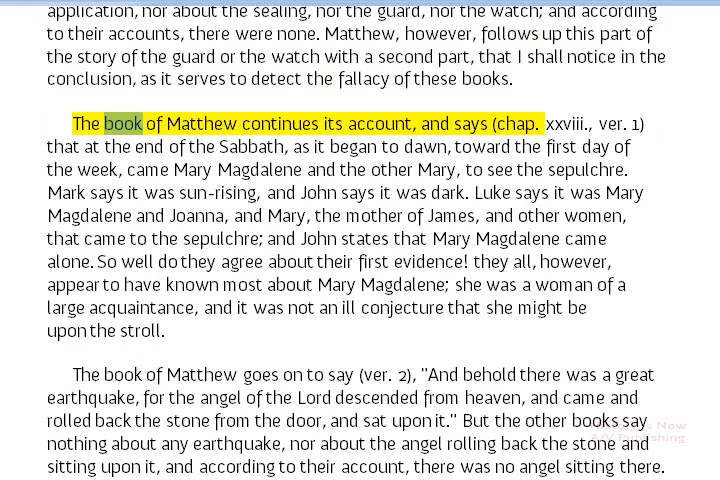 application, nor about the sealing, nor the guard, nor the watch; and according
to their accounts, there were none. Matthew, however, follows up this part of
the story of the guard or the watch with a second part, that I shall notice in the
conclusion, as it serves to detect the fallacy of these books.
The book of Matthew continues its account, and says (chap. xxviii., ver. 1)
that at the end of the Sabbath, as it began to dawn, toward the first day of
the week, came Mary Magdalene and the other Mary, to see the sepulchre.
Mark says it was sun-rising, and John says it was dark. Luke says it was Mary
Magdalene and Joanna, and Mary, the mother of James, and other women,
that came to the sepulchre; and John states that Mary Magdalene came
alone. So well do they agree about their first evidence! they all, however,
appear to have known most about Mary Magdalene; she was a woman of a
large acquaintance, and it was not an ill conjecture that she might be
upon the stroll.
The book of Matthew goes on to say (ver. 2), "And behold there was a great
earthquake, for the angel of the Lord descended from heaven, and came and
rolled back the stone from the door, and sat upon it." But the other books say
nothing about any earthquake, nor about the angel rolling back the stone and
sitting upon it, and according to their account, there was no angel sitting there.
Now
Publishing